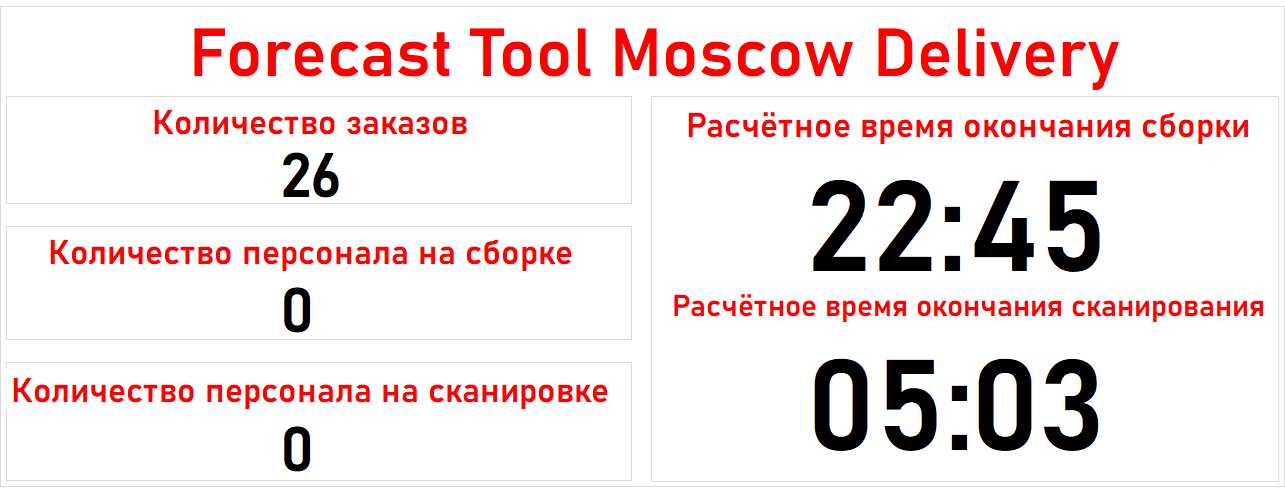 Forecast Tool Moscow Delivery
Количество заказов
26
Количество персонала на сборке
0
Количество персонала на сканировке
0
Расчётное время окончания сборки
22:45
Расчётное время окончания сканирования
05:03